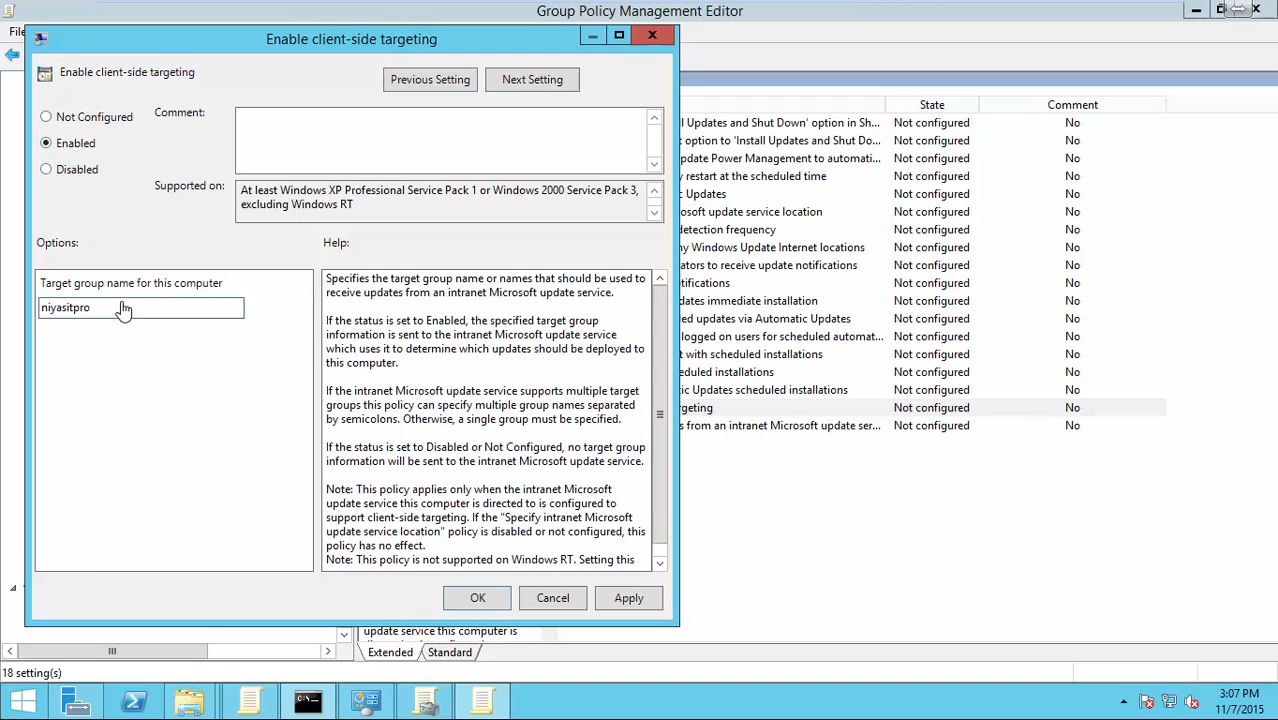 Group Policy Management Editor
Fil
Enable client-side targeting
Enable client-side targeting
Previous Setting
Next Setting
Not Configured
Enabled
Disabled
Comment:
Supported on:
At least Windows XP Professional Service Pack 1 or Windows 2000 Service Pack 3,
excluding Windows RT
Options:
Help:
Target group name for this computer
niyasitpro
Specifies the target group name or names that should be used to
receive updates from an intranet Microsoft update service.
If the status is set to Enabled, the specified target group
information is sent to the intranet Microsoft update service
which uses it to determine which updates should be deployed to
this computer.
If the intranet Microsoft update service supports multiple target
groups this policy can specify multiple group names separated
by semicolons. Otherwise, a single group must be specified.
If the status is set to Disabled or Not Configured, no target group
information will be sent to the intranet Microsoft update service.
Note: This policy applies only when the intranet Microsoft
update service this computer is directed to is configured to
support client-side targeting. If the "Specify intranet Microsoft
update service location" policy is disabled or not configured, this
policy has no effect.
Note: This policy is not supported on Windows RT. Setting this
OK
Cancel
Apply
State
Comment
ll Updates and Shut Down' option in Sh... Not configured No
t option to 'Install Updates and Shut Do... Not configured No
pdate Power Management to automati... Not configured No
y restart at the scheduled time Not configured No
Updates Not configured No
osoft update service location Not configured No
detection frequency Not configured No
ny Windows Update Internet locations Not configured No
ators to receive update notifications Not configured No
otifications Not configured No
dates immediate installation Not configured No
ed updates via Automatic Updates Not configured No
logged on users for scheduled automat... Not configured No
t with scheduled installations Not configured No
eduled installations Not configured No
ic Updates scheduled installations Not configured No
rgeting Not configured No
s from an intranet Microsoft update ser... Not configured No
update service this computer is
Extended
Standard
18 setting(s)
3:07 PM
11/7/2015